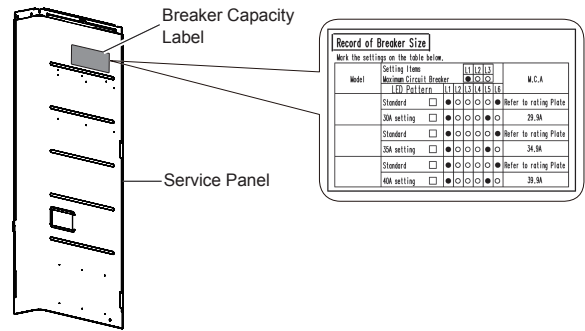 Breaker Capacity
Label
Service Panel
Record of Breaker Size
Mark the settings on the table below.
Model Setting Items L1 L2 L3 M.C.A
Maximum Circuit Breaker ● ○ ○
LED Pattern L1 L2 L3 L4 L5 L6
Standard □ ● ○ ○ ○ ○ ● Refer to rating Plate
30A setting □ ● ○ ○ ○ ● ○ 29.9A
Standard □ ● ○ ○ ○ ○ ● Refer to rating Plate
35A setting □ ● ○ ○ ○ ● ○ 34.9A
Standard □ ● ○ ○ ○ ○ ● Refer to rating Plate
40A setting □ ● ○ ○ ○ ● ○ 39.9A